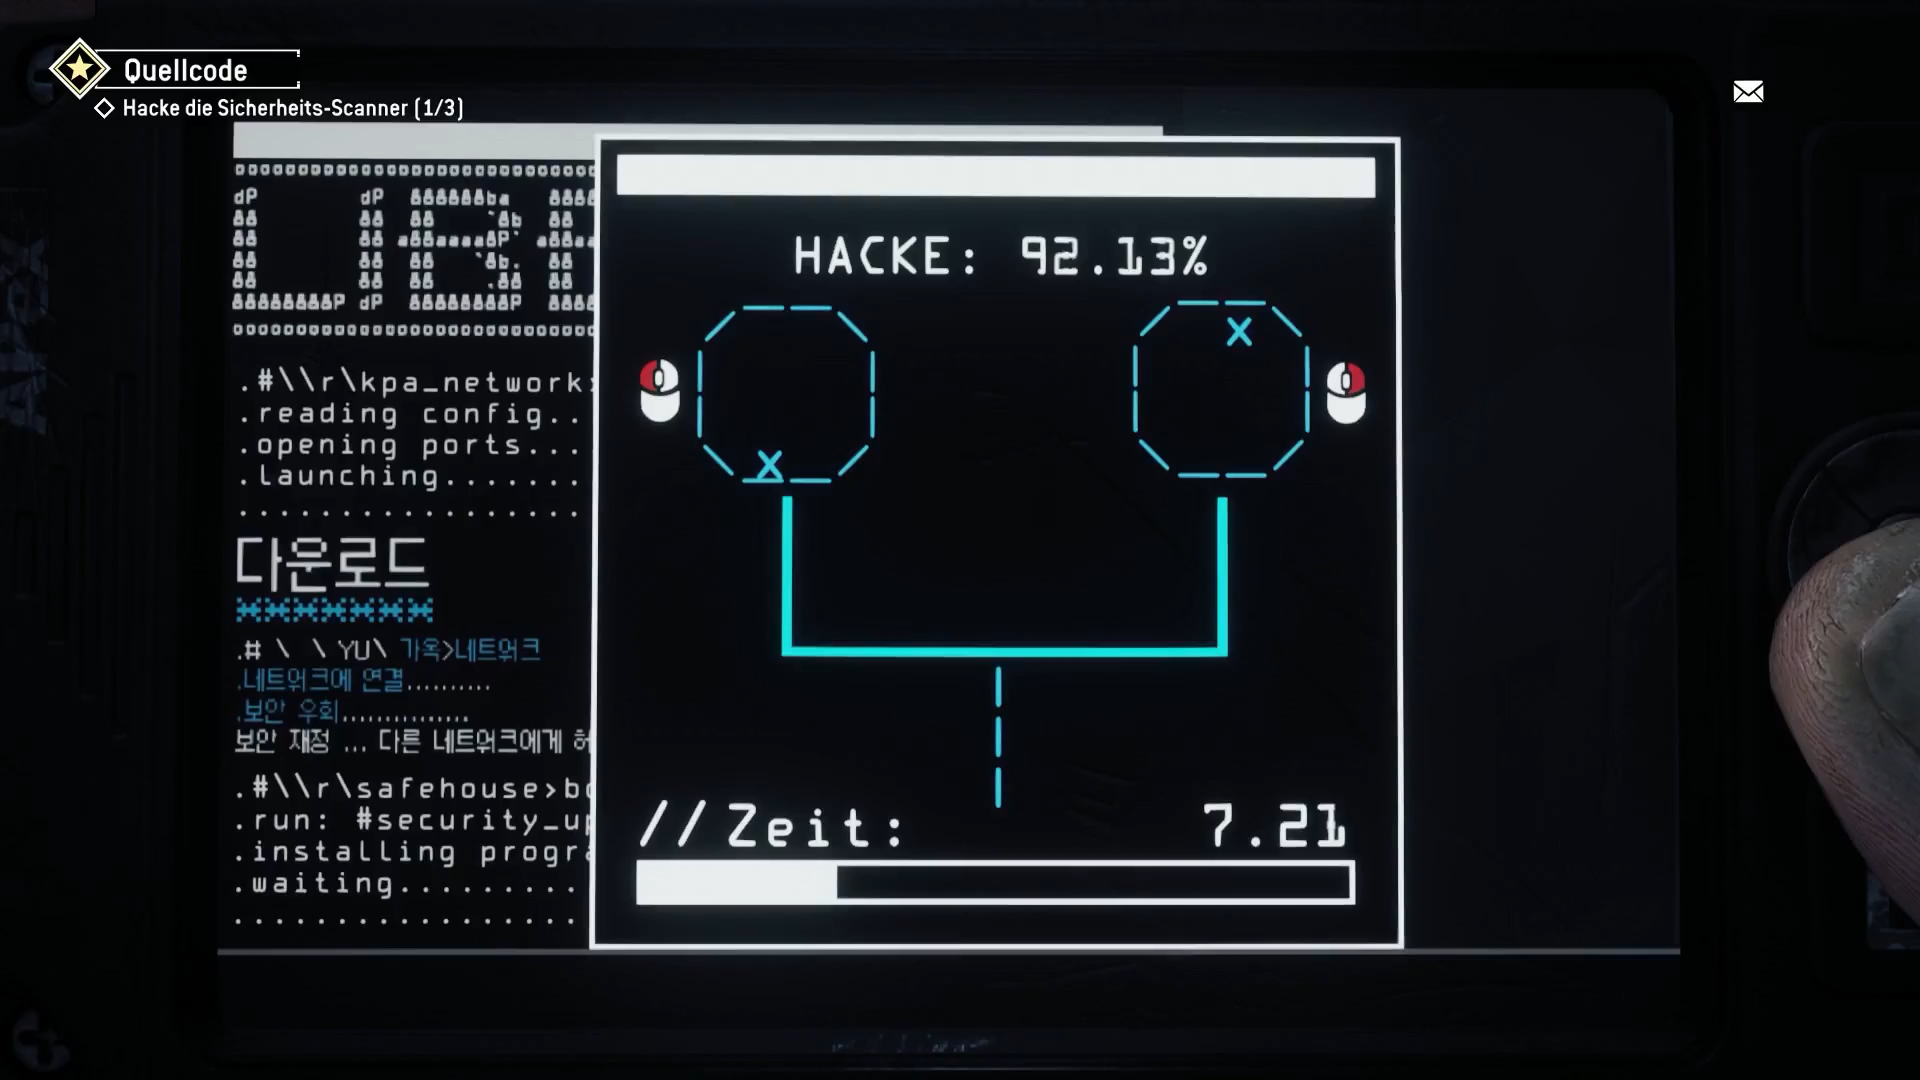 Quellcode
Hacke die Sicherheits-Scanner (1/3)
HACKE: 92.13%
X
X
.#\\r\kpa_network
.reading config..
.opening ports...
.Launching.......
다운로드
.# \ \ YU\ 가옥>네트워크
.네트워크에 연결..........
.보안 우회...............
보안 재정 ... 다른 네트워크에게
.#\\r\safehouse>
.run: #security_up
.installing progra
.waiting..........
//Zeit: 7.21